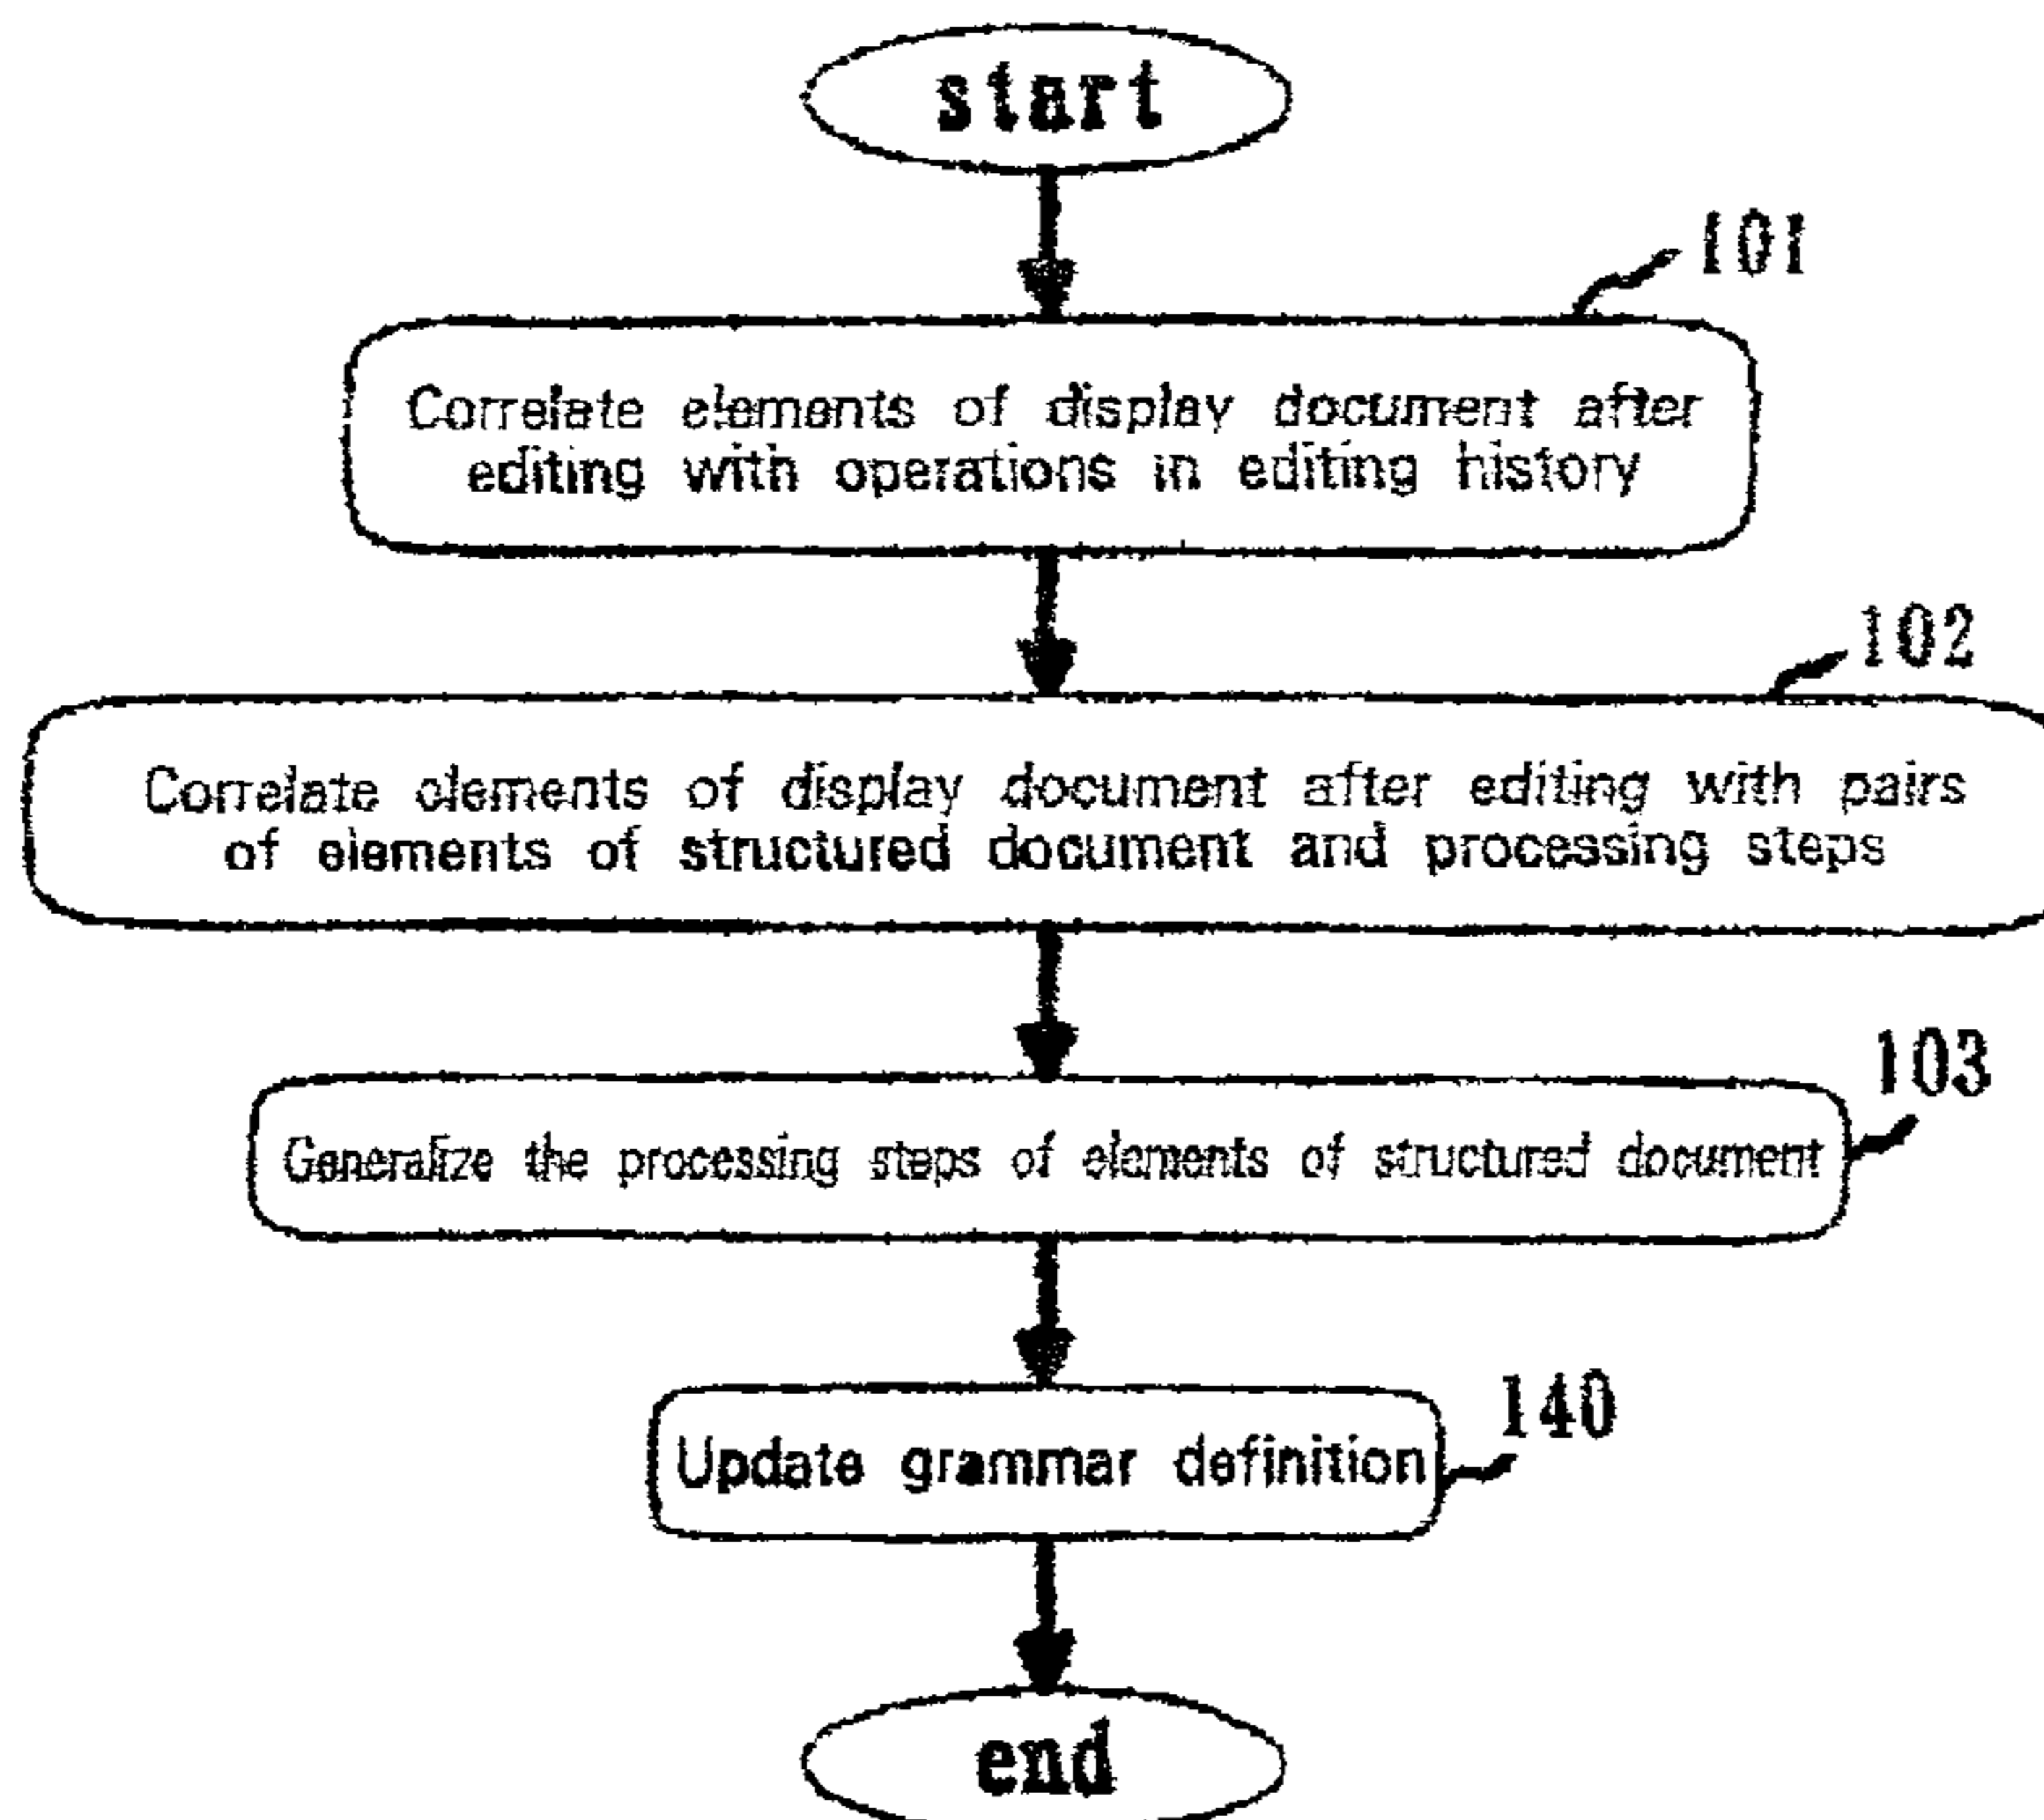 start
101
Correlate elements of display document after
editing with operations in editing history
102
Correlate elements of display document after editing with pairs
of elements of structured document and processing steps
103
Generalize the processing steps of elements of structured document
140
Update grammar definition
end